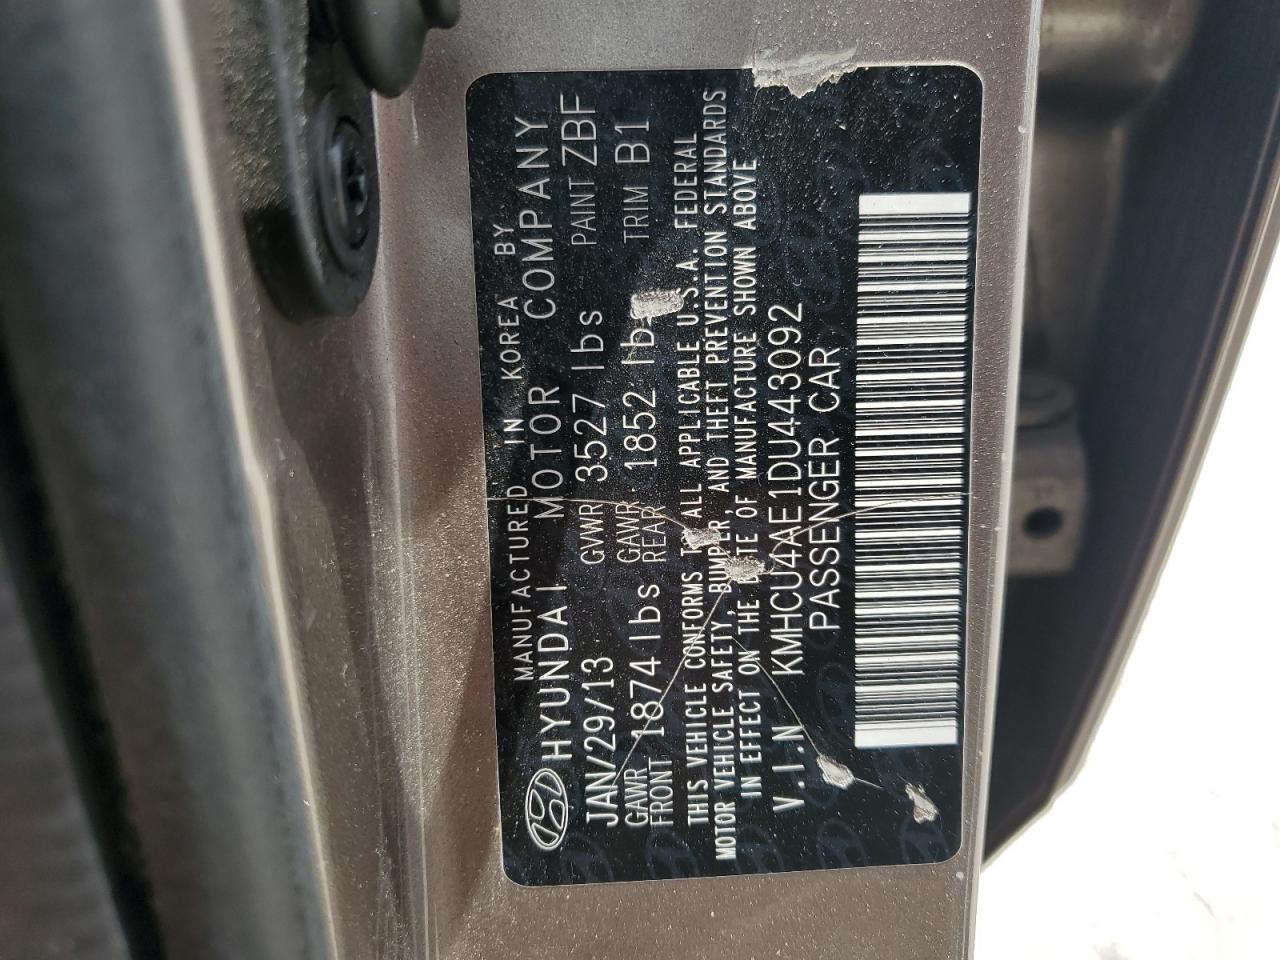 MANUFACTURED IN KOREA BY
HYUNDAI MOTOR COMPANY
JAN/29/13 GVWR 3527 lbs PAINT ZBF
GAWR FRONT 1874 lbs GAWR REAR 1852 lbs TRIM B1
THIS VEHICLE CONFORMS TO ALL APPLICABLE U.S.A. FEDERAL
MOTOR VEHICLE SAFETY, BUMPER, AND THEFT PREVENTION STANDARDS
IN EFFECT ON THE DATE OF MANUFACTURE SHOWN ABOVE
V.I.N KMHCU4AE1DU443092
PASSENGER CAR